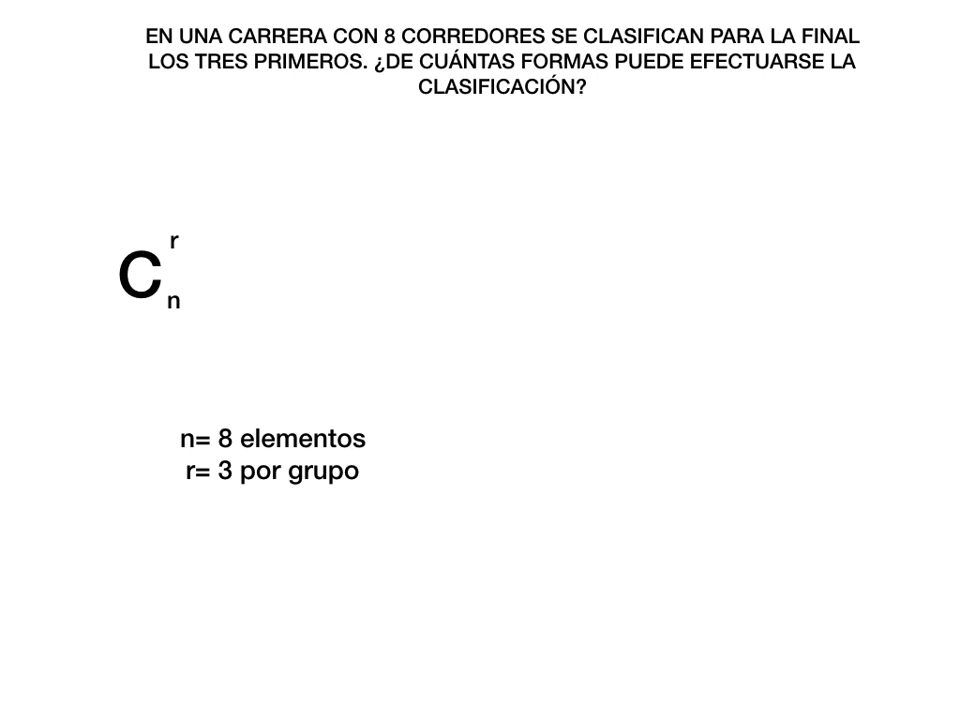 EN UNA CARRERA CON 8 CORREDORES SE CLASIFICAN PARA LA FINAL
LOS TRES PRIMEROS. ¿DE CUÁNTAS FORMAS PUEDE EFECTUARSE LA
CLASIFICACIÓN?
r
C
n
n= 8 elementos
r= 3 por grupo